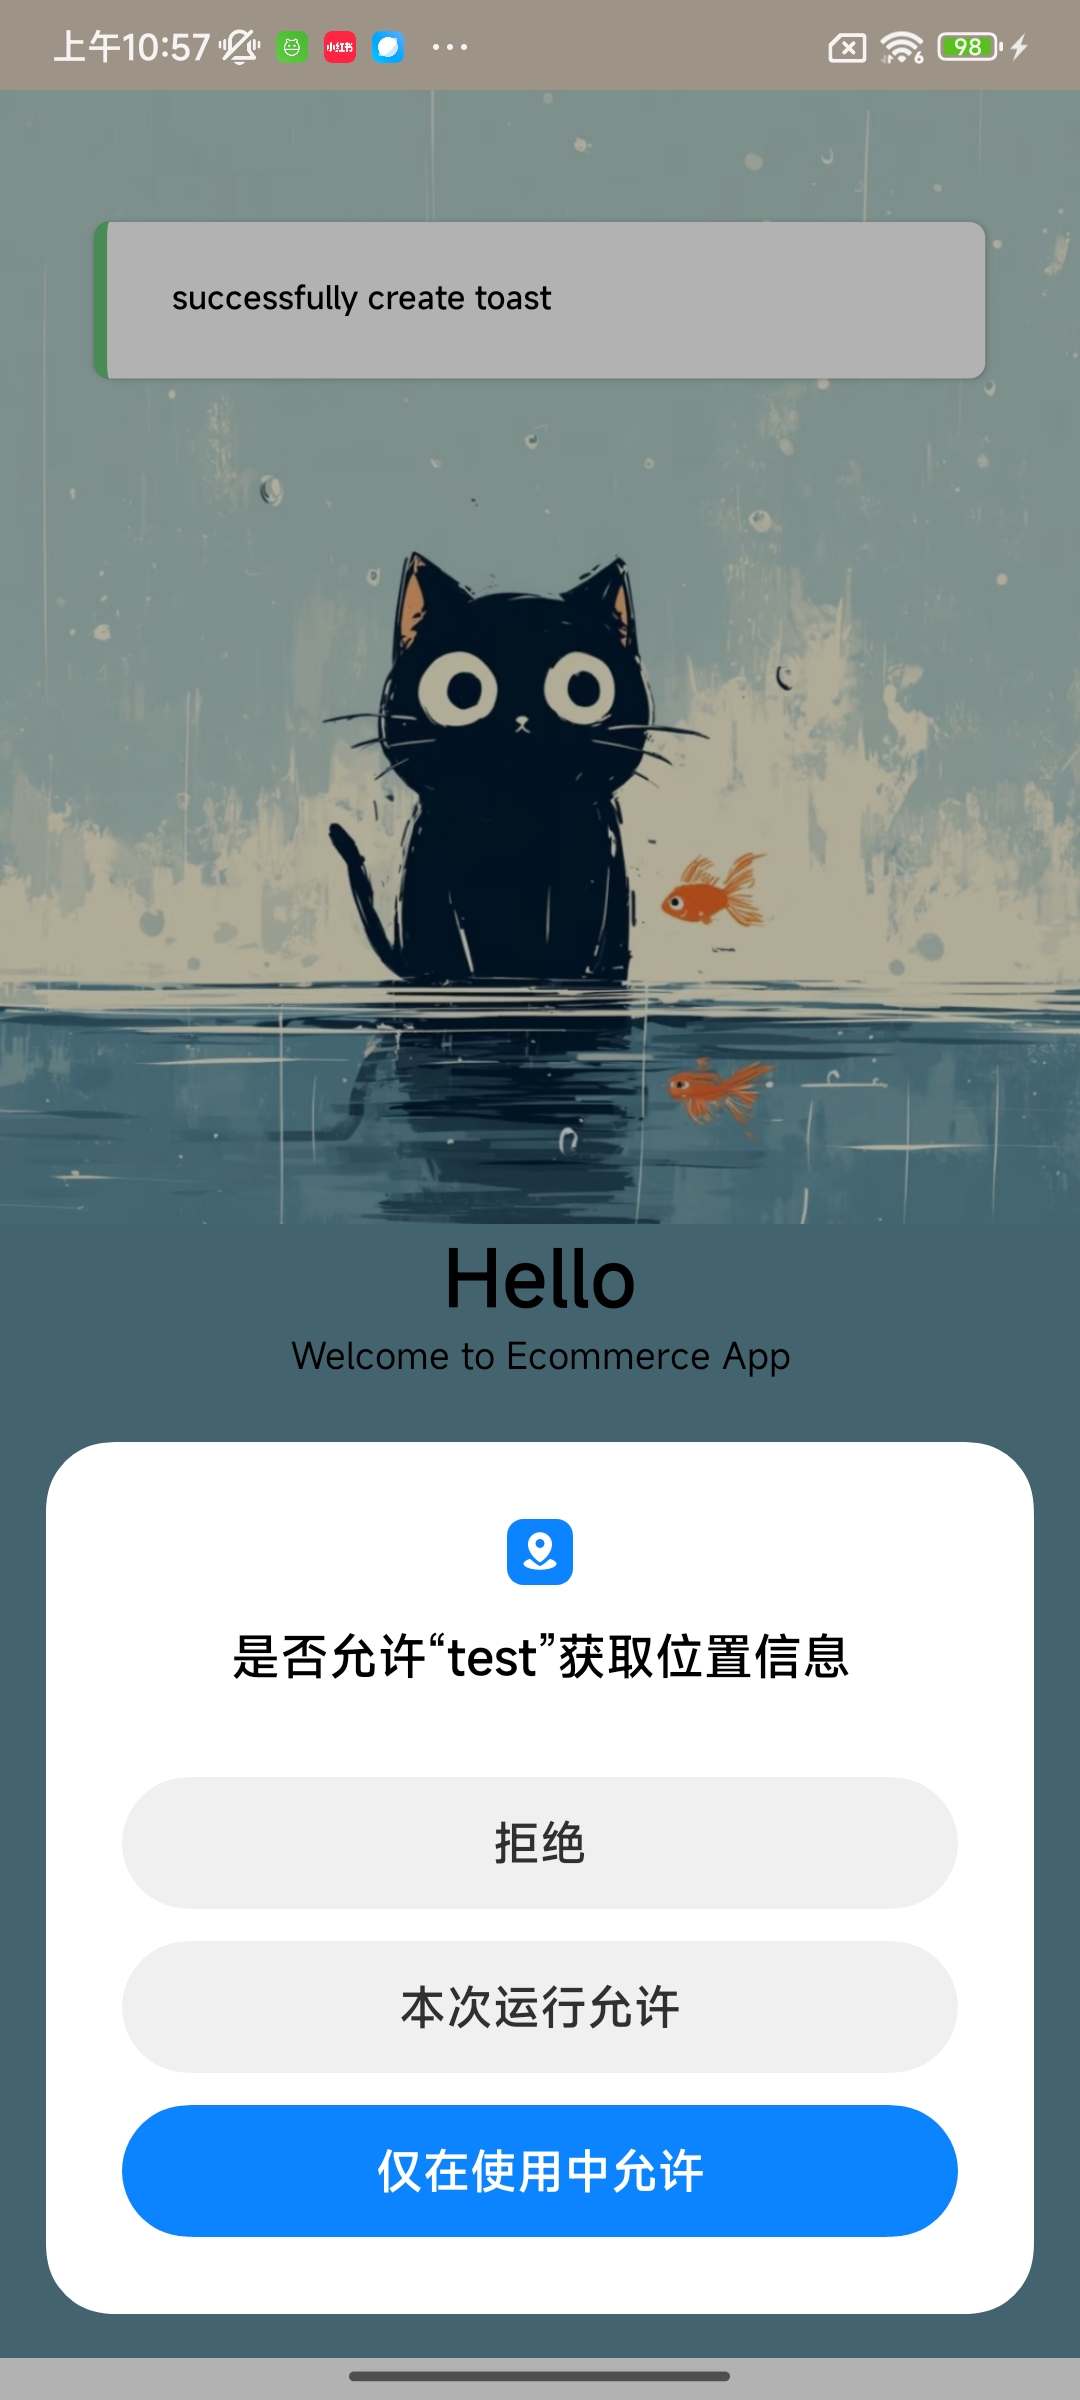 上午10:57
小红书
6
98
successfully create toast
Hello
Welcome to Ecommerce App
是否允许“test”获取位置信息
拒绝
本次运行允许
仅在使用中允许